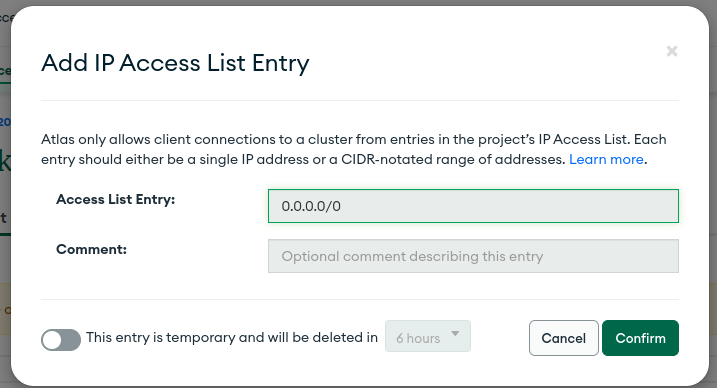 Add IP Access List Entry
×
Atlas only allows client connections to a cluster from entries in the project's IP Access List. Each
entry should either be a single IP address or a CIDR-notated range of addresses. Learn more.
Access List Entry:
0.0.0.0/0
Comment:
Optional comment describing this entry
This entry is temporary and will be deleted in
6 hours
Cancel
Confirm